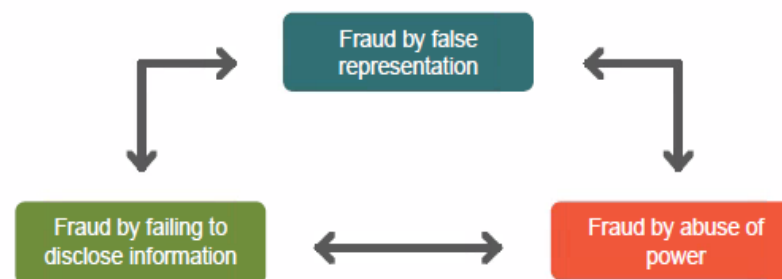 Fraud by false
representation
Fraud by failing to
disclose information
Fraud by abuse of
power